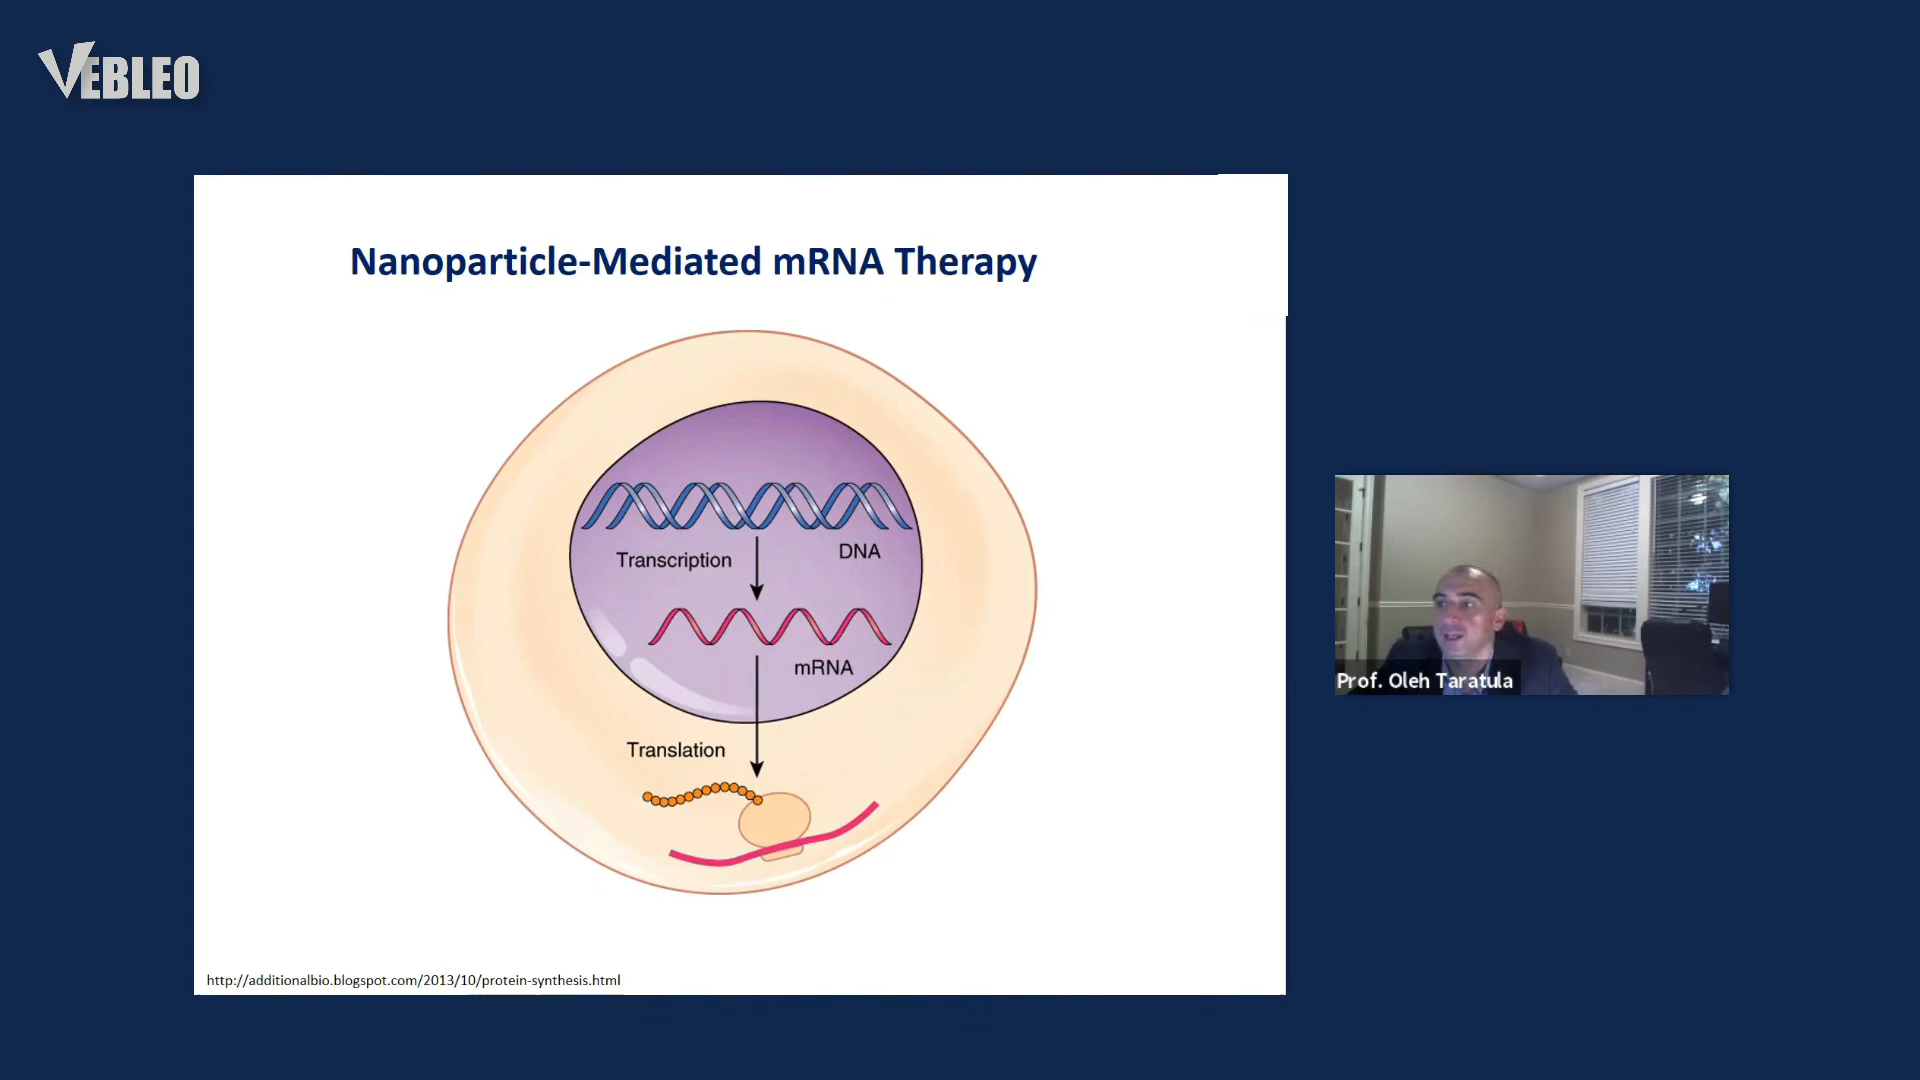 VEBLEO
Nanoparticle-Mediated mRNA Therapy
Transcription
DNA
mRNA
Translation
Prof. Oleh Taratula
http://additionalbio.blogspot.com/2013/10/protein-synthesis.html